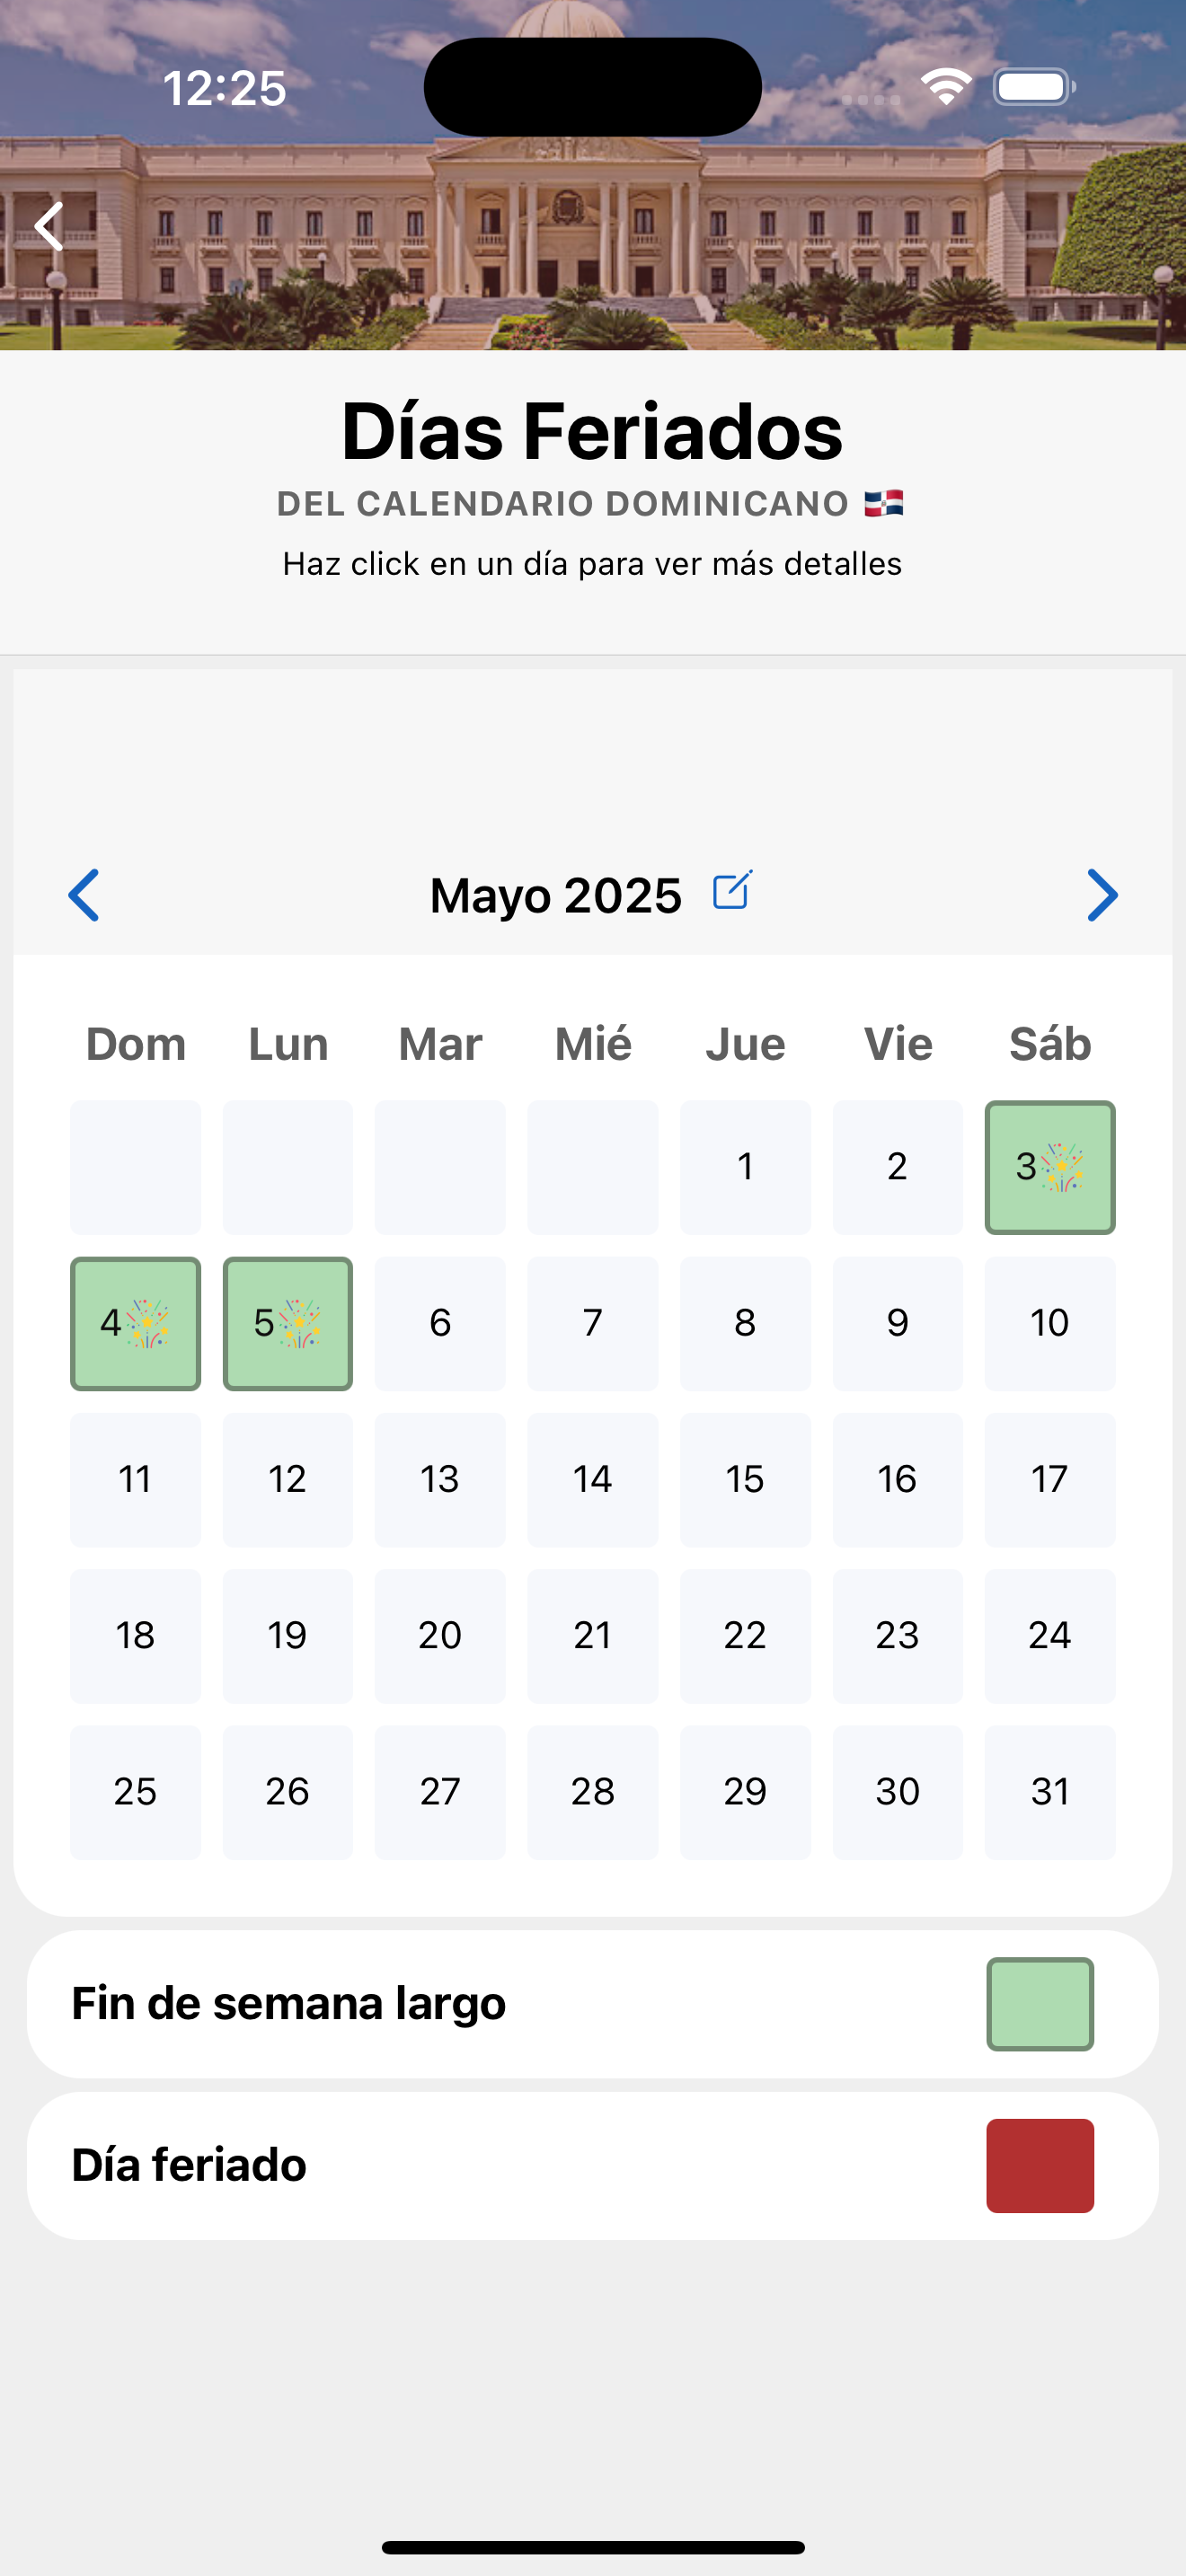 12:25
Días Feriados
DEL CALENDARIO DOMINICANO 🇩🇴
Haz click en un día para ver más detalles
Mayo 2025
Dom Lun Mar Mié Jue Vie Sáb
1 2 3
4 5 6 7 8 9 10
11 12 13 14 15 16 17
18 19 20 21 22 23 24
25 26 27 28 29 30 31
Fin de semana largo
Día feriado